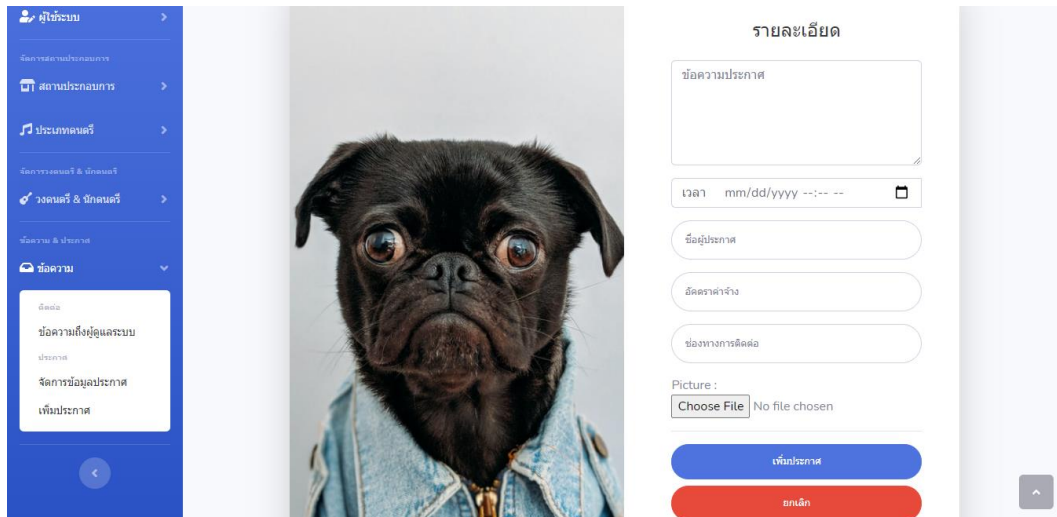 ผู้ใช้ระบบ
จัดการสถานประกอบการ
สถานประกอบการ
ประเภทดนตรี
จัดการวงดนตรี & นักดนตรี
วงดนตรี & นักดนตรี
ข้อความ & ประกาศ
ข้อความ
ติดต่อ
ข้อความถึงผู้ดูแลระบบ
ประกาศ
จัดการข้อมูลประกาศ
เพิ่มประกาศ
รายละเอียด
ข้อความประกาศ
เวลา mm/dd/yyyy --:-- --
ชื่อผู้ประกาศ
อัตราค่าจ้าง
ช่องทางการติดต่อ
Picture :
Choose File No file chosen
เพิ่มประกาศ
ยกเลิก